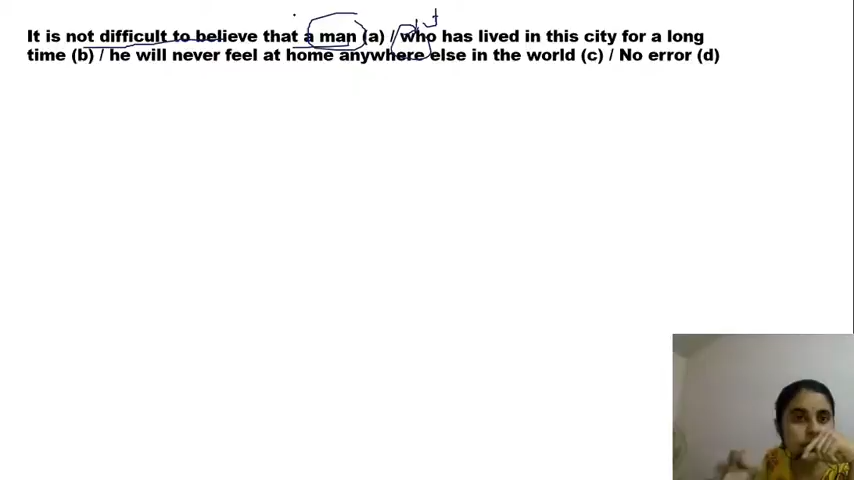 It is not difficult to believe that a man (a) / who has lived in this city for a long
time (b) / he will never feel at home anywhere else in the world (c) / No error (d)